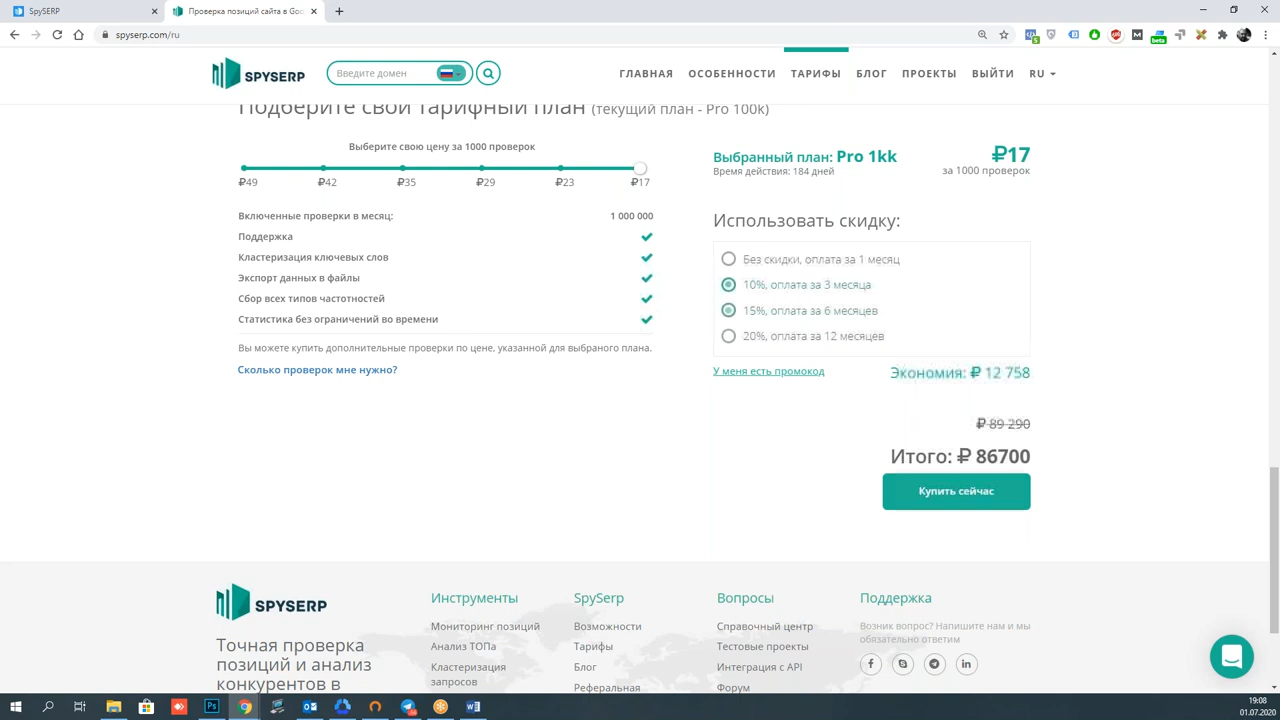 SpySERP
Проверка позиций сайта в Goo
spyserp.com/ru
5
beta
SPYSERP
Введите домен
ГЛАВНАЯ
ОСОБЕННОСТИ
ТАРИФЫ
БЛОГ
ПРОЕКТЫ
ВЫЙТИ
RU
Подберите свой тарифный план (текущий план - Pro 100k)
Выберите свою цену за 1000 проверок
₽49 ₽42 ₽35 ₽29 ₽23 ₽17
Включенные проверки в месяц: 1 000 000
Поддержка
Кластеризация ключевых слов
Экспорт данных в файлы
Сбор всех типов частотностей
Статистика без ограничений во времени
Вы можете купить дополнительные проверки по цене, указанной для выбраного плана.
Сколько проверок мне нужно?
Выбранный план: Pro 1kk
Время действия: 184 дней
₽17
за 1000 проверок
Использовать скидку:
Без скидки, оплата за 1 месяц
10%, оплата за 3 месяца
15%, оплата за 6 месяцев
20%, оплата за 12 месяцев
У меня есть промокод
Экономия: ₽ 12 758
₽ 89 290
Итого: ₽ 86700
Купить сейчас
SPYSERP
Точная проверка
позиций и анализ
конкурентов в
Инструменты
Мониторинг позиций
Анализ ТОПа
Кластеризация
запросов
SpySerp
Возможности
Тарифы
Блог
Реферальная
Вопросы
Справочный центр
Тестовые проекты
Интеграция с API
Форум
Поддержка
Возник вопрос? Напишите нам и мы
обязательно ответим
19:08
01.07.2020